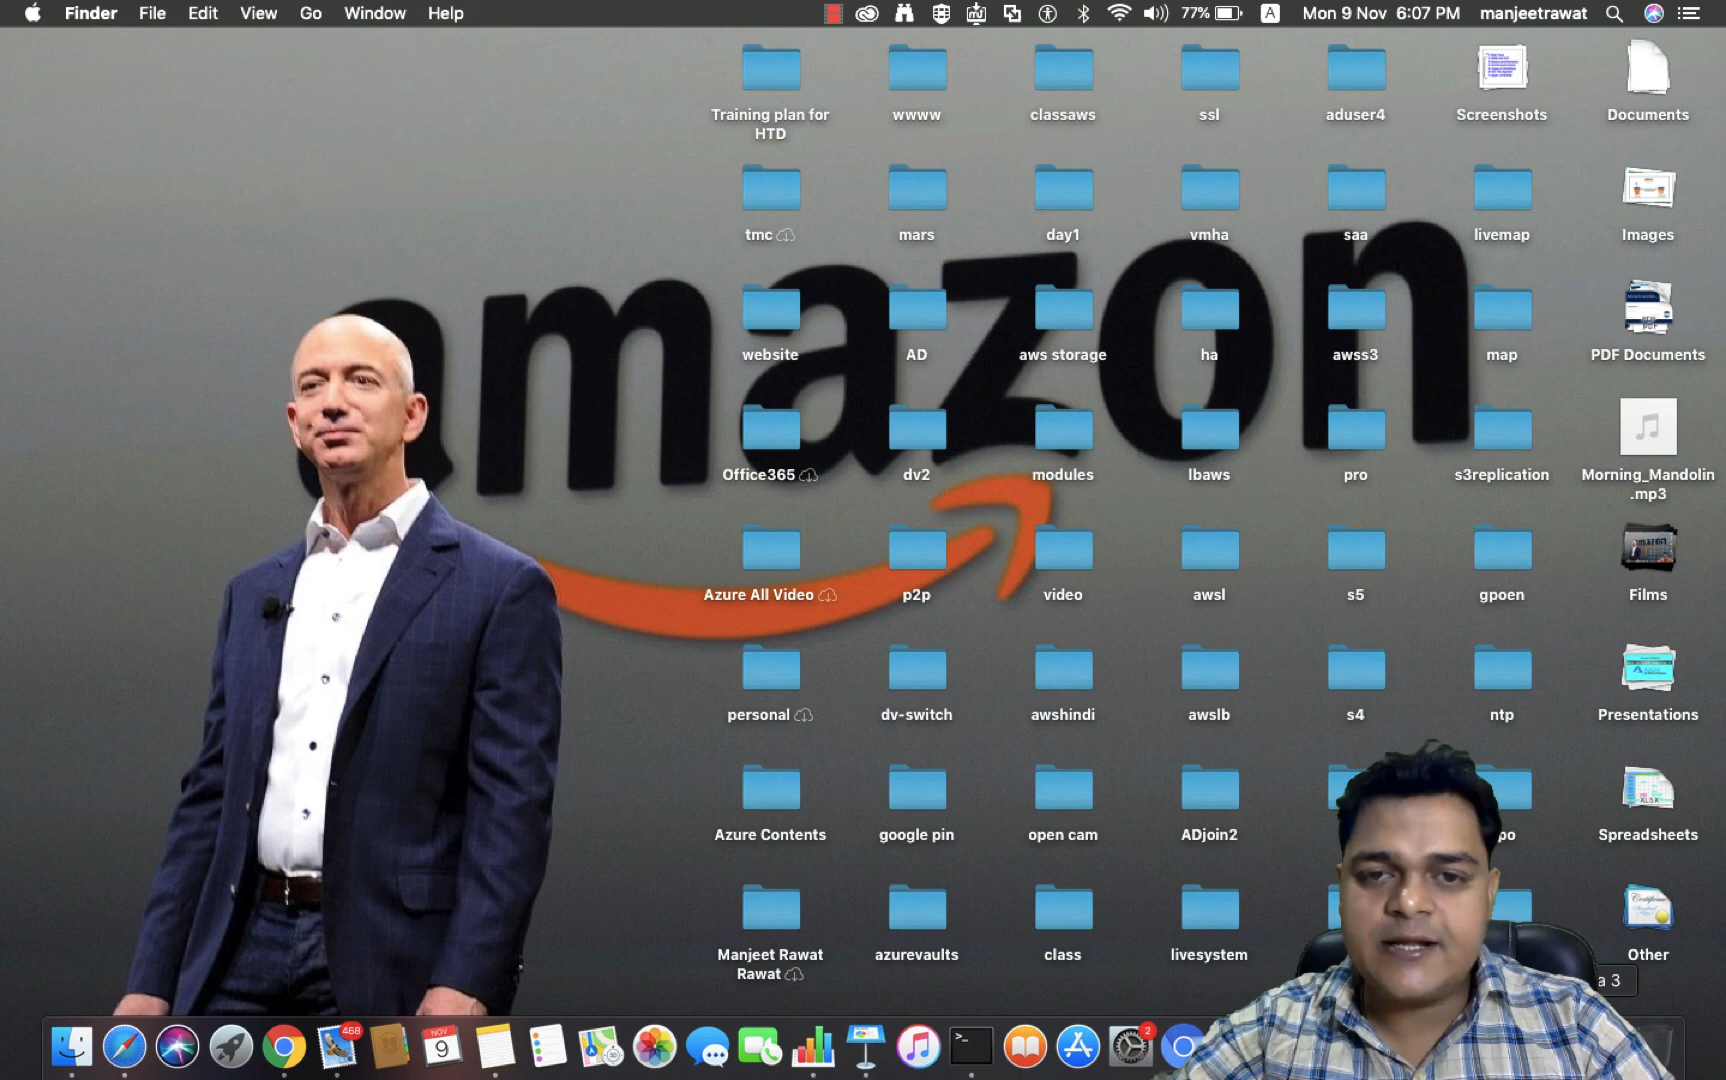 Finder File Edit View Go Window Help 77% A Mon 9 Nov 6:07 PM manjeetrawat
Training plan for
HTD
wwww
classaws
ssl
aduser4
Screenshots
Documents
tmc
mars
day1
vmha
saa
livemap
Images
amazon
website
AD
aws storage
ha
awss3
map
PDF Documents
Office365
dv2
modules
lbaws
pro
s3replication
Morning_Mandolin
.mp3
Azure All Video
p2p
video
awsl
s5
gpoen
Films
personal
dv-switch
awshindi
awslb
s4
ntp
Presentations
XLSX
Azure Contents
google pin
open cam
ADjoin2
po
Spreadsheets
Manjeet Rawat
Rawat
azurevaults
class
livesystem
Other
a 3
468
NOV
9
2